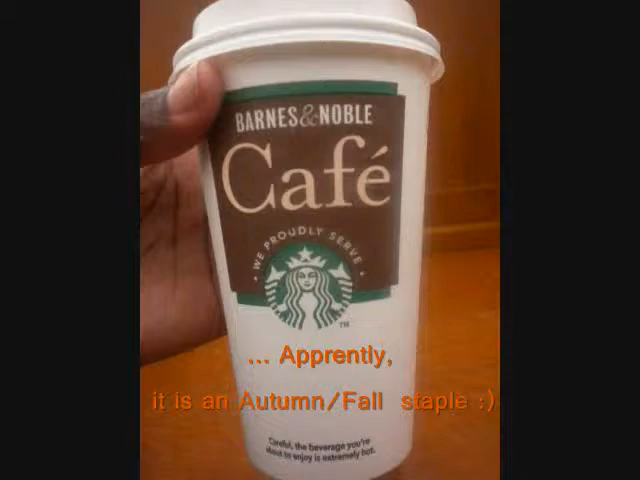 BARNES&NOBLE
Café
• WE PROUDLY SERVE •
TM
... Apprently,
it is an Autumn/Fall staple :)
Careful, the beverage you're
about to enjoy is extremely hot.